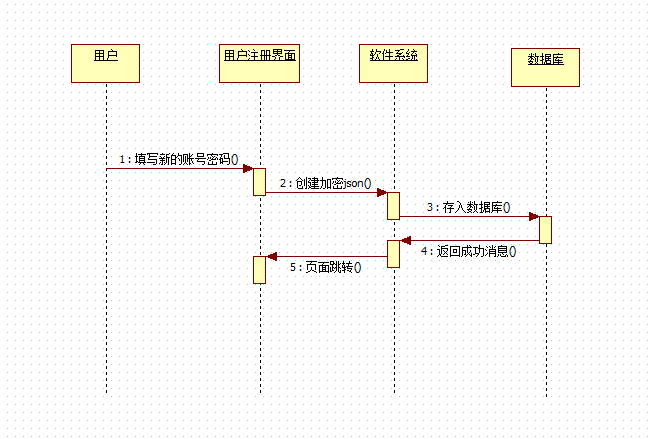 用户
用户注册界面
软件系统
数据库
1 : 填写新的账号密码()
2 : 创建加密json()
3 : 存入数据库()
4 : 返回成功消息()
5 : 页面跳转()